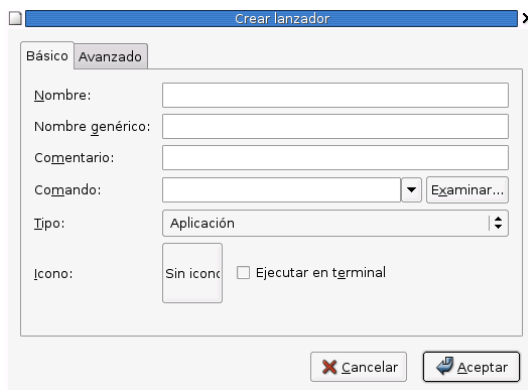 Crear lanzador
Básico Avanzado
Nombre:
Nombre genérico:
Comentario:
Comando: Examinar...
Tipo: Aplicación
Icono: Sin icono Ejecutar en terminal
Cancelar Aceptar